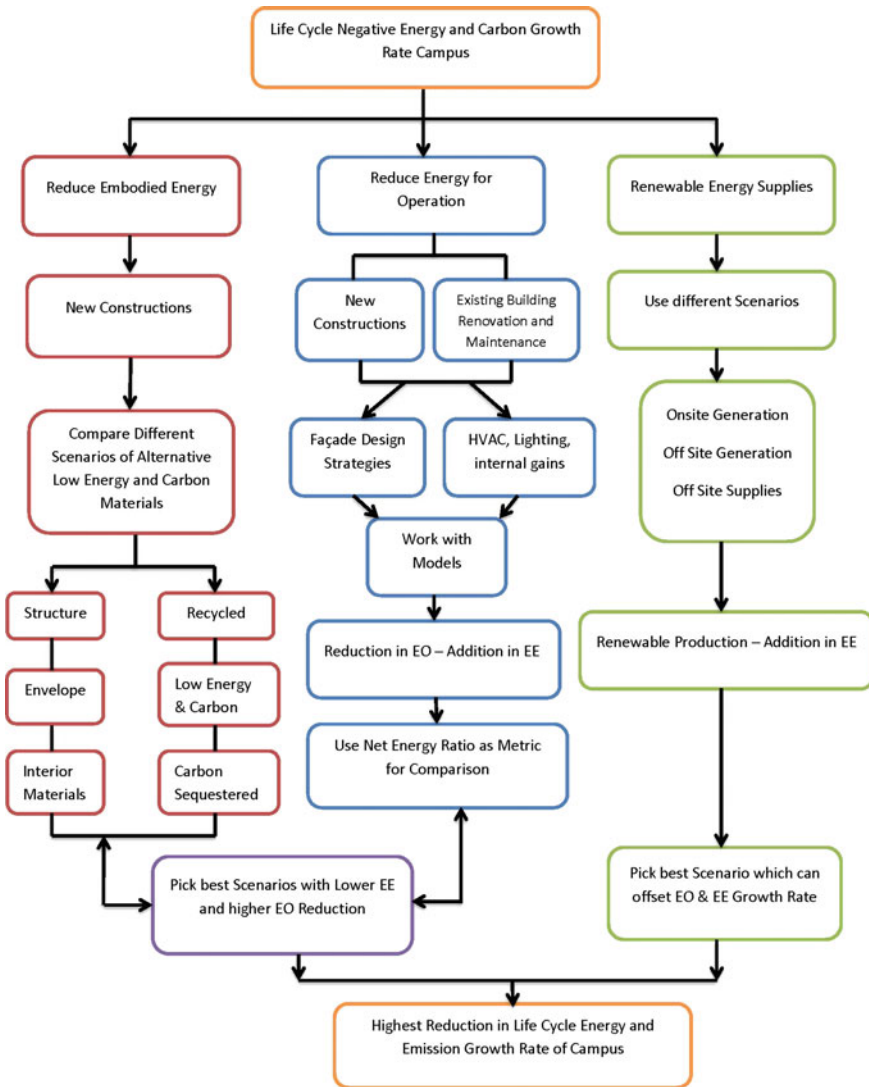 Life Cycle Negative Energy and Carbon Growth
Rate Campus
Reduce Embodied Energy
Reduce Energy for
Operation
Renewable Energy Supplies
New Constructions
New
Constructions
Existing Building
Renovation and
Maintenance
Use different Scenarios
Compare Different
Scenarios of Alternative
Low Energy and Carbon
Materials
Façade Design
Strategies
HVAC, Lighting,
internal gains
Onsite Generation
Off Site Generation
Off Site Supplies
Work with
Models
Structure
Recycled
Reduction in EO – Addition in EE
Renewable Production – Addition in EE
Envelope
Low Energy
& Carbon
Use Net Energy Ratio as Metric
for Comparison
Interior
Materials
Carbon
Sequestered
Pick best Scenarios with Lower EE
and higher EO Reduction
Pick best Scenario which can
offset EO & EE Growth Rate
Highest Reduction in Life Cycle Energy and
Emission Growth Rate of Campus